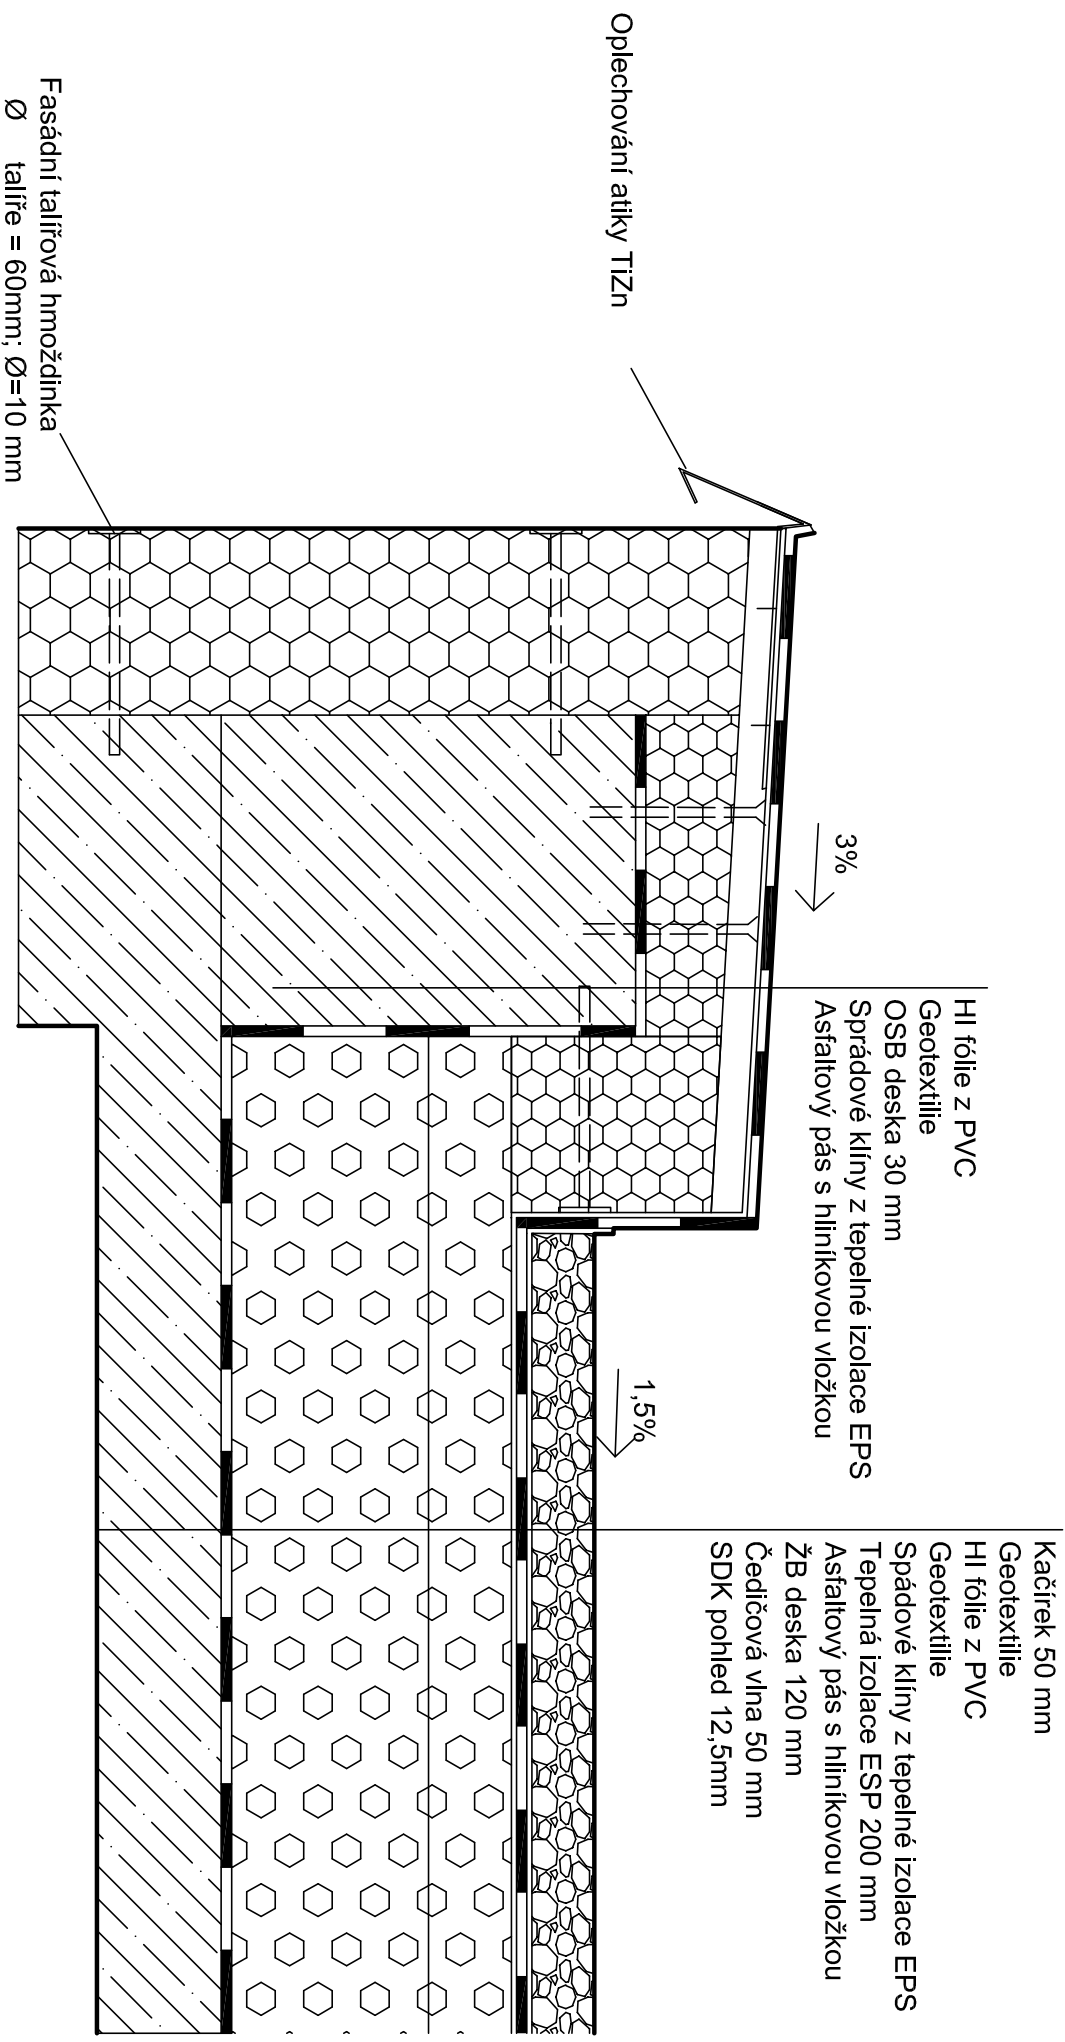 Kačírek 50 mm
Geotextilie
HI fólie z PVC
Geotextilie
Spádové klíny z tepelné izolace EPS
Tepelná izolace ESP 200 mm
Asfaltový pás s hliníkovou vložkou
ŽB deska 120 mm
Čedičová vlna 50 mm
SDK pohled 12,5mm
HI fólie z PVC
Geotextilie
OSB deska 30 mm
Sprádové klíny z tepelné izolace EPS
Asfaltový pás s hliníkovou vložkou
3%
1,5%
Oplechování atiky TiZn
Fasádní talířová hmoždinka
Ø talíře = 60mm; Ø=10 mm